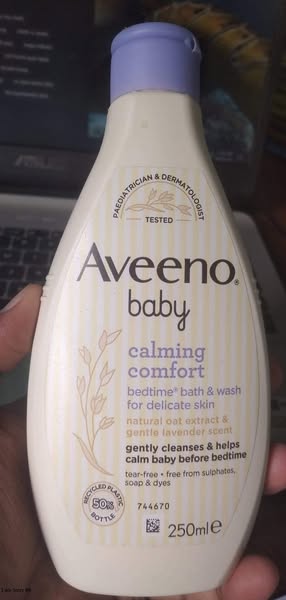 ASUS
PAEDIATRICIAN & DERMATOLOGIST
TESTED
Aveeno®
baby
calming
comfort
bedtime® bath & wash
for delicate skin
natural oat extract &
gentle lavender scent
gently cleanses & helps
calm baby before bedtime
tear-free • free from sulphates,
soap & dyes
RECYCLED PLASTIC
50%
BOTTLE
744670
250ml e